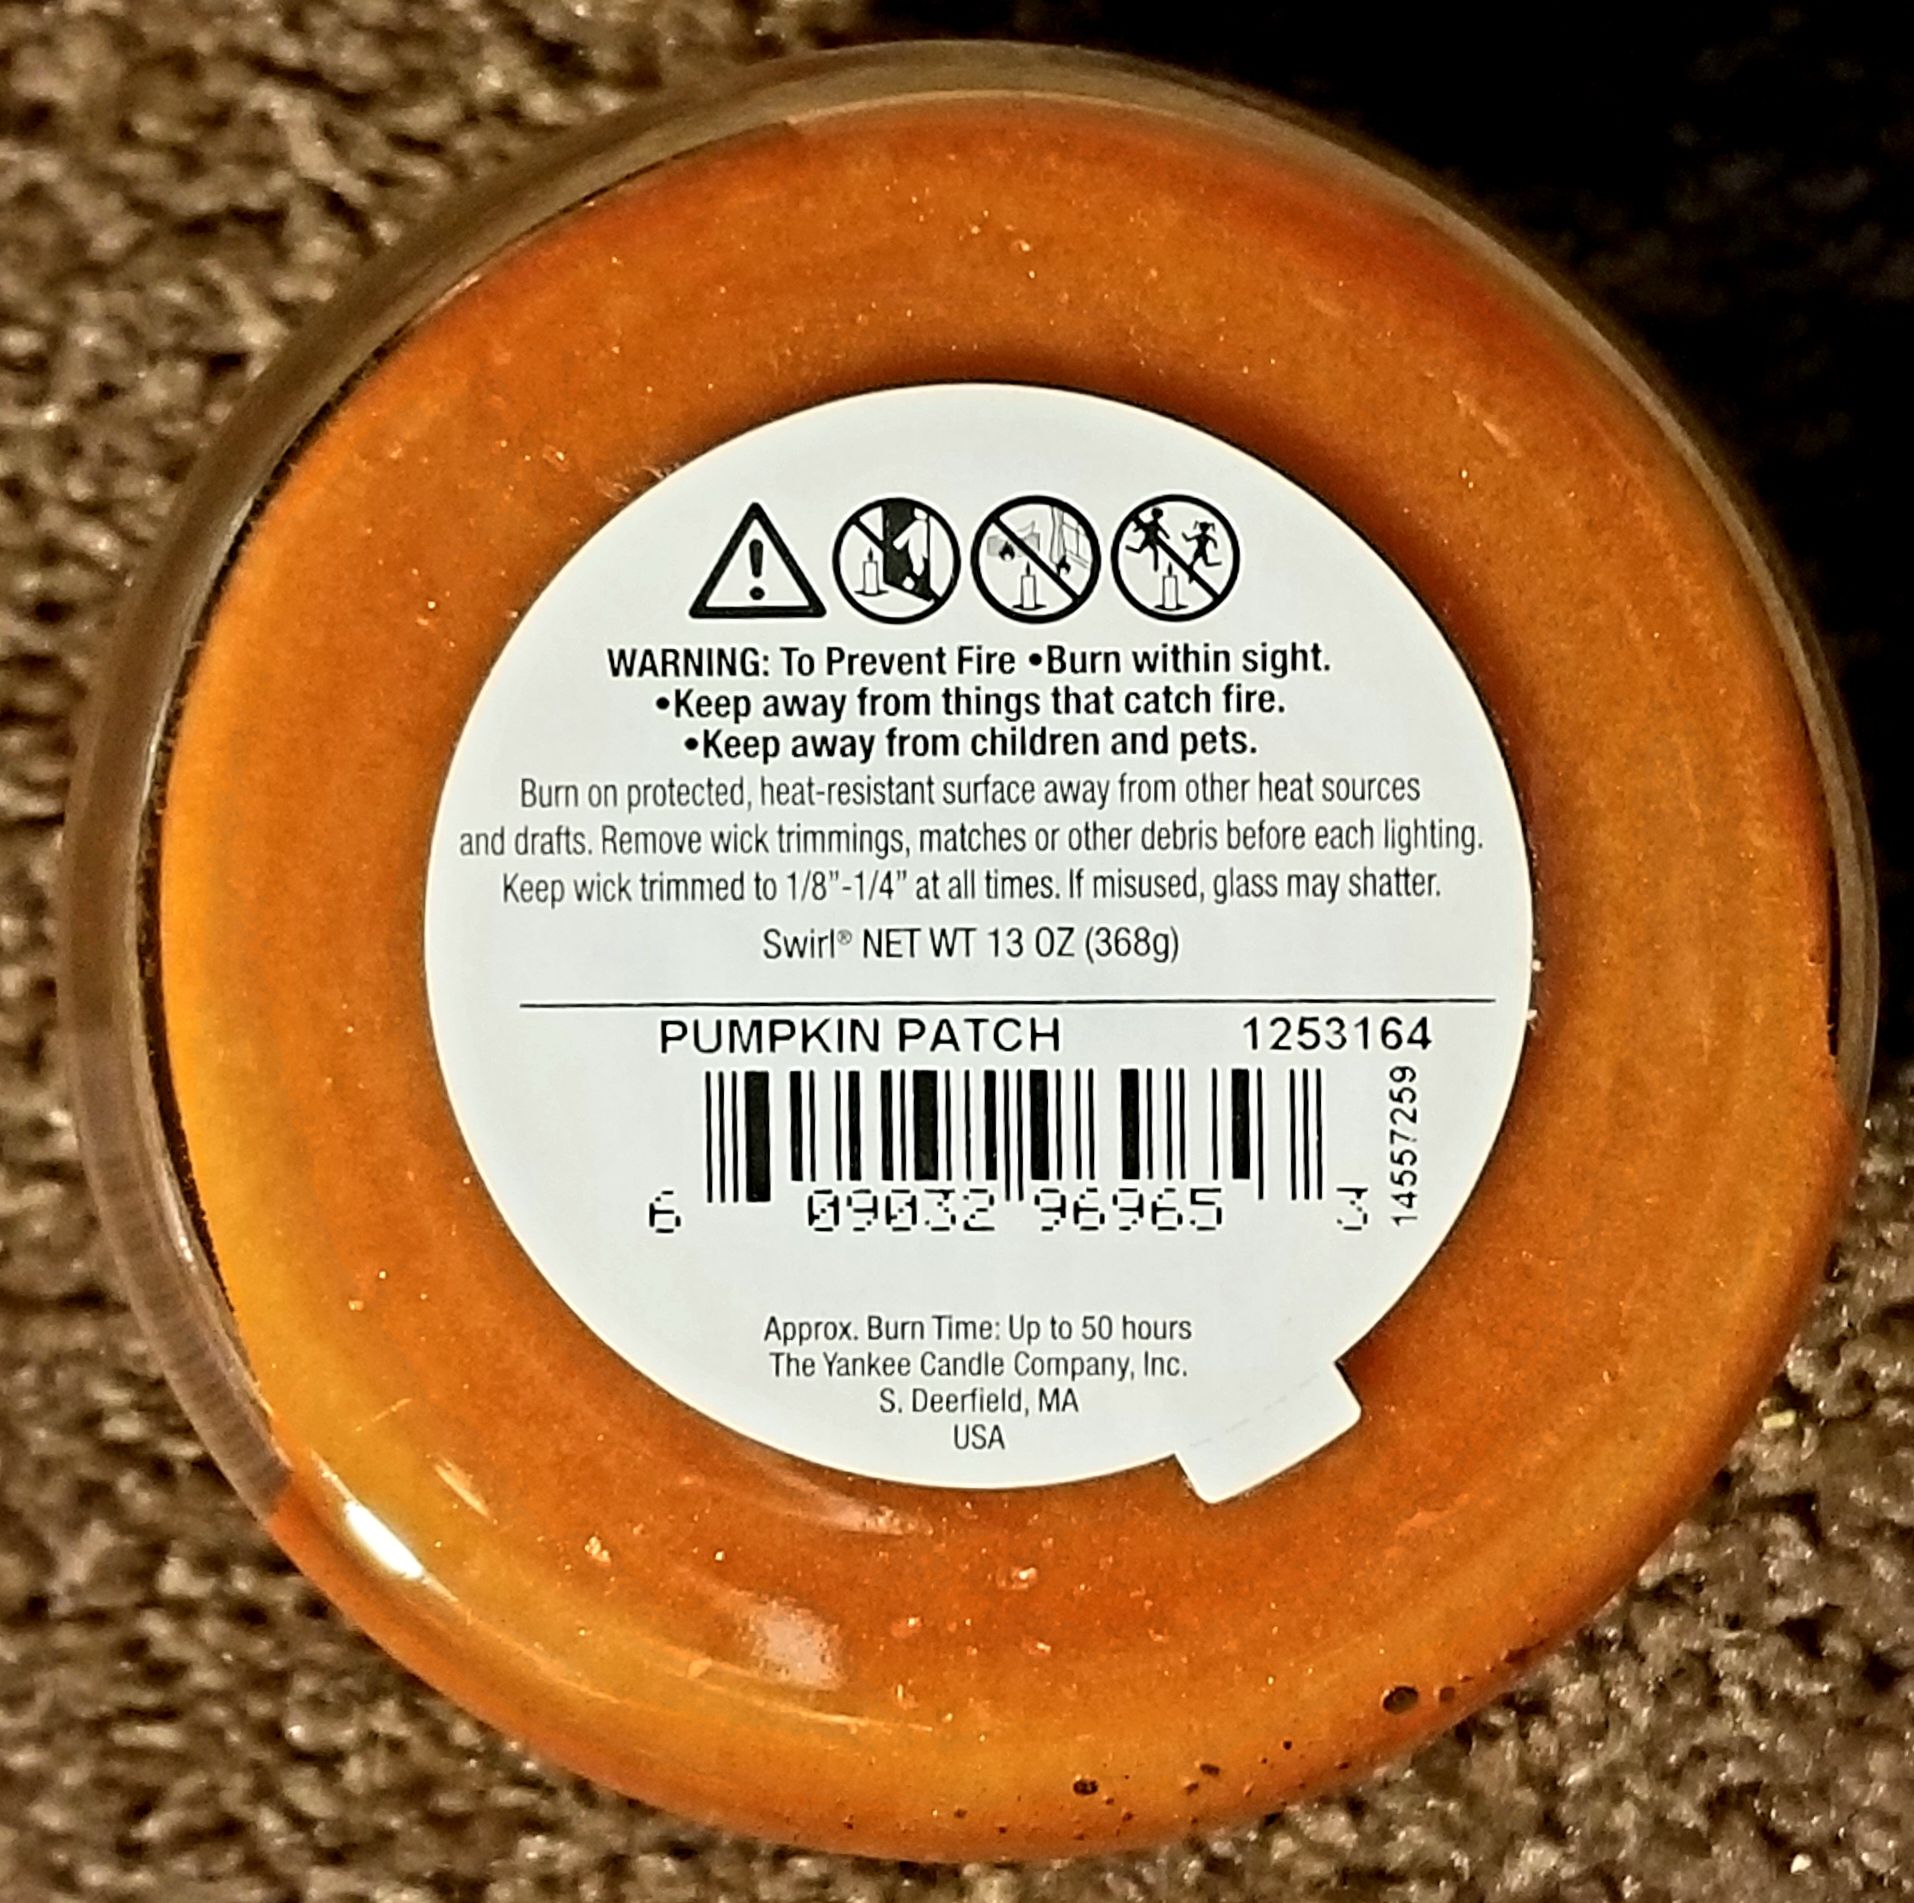 WARNING: To Prevent Fire •Burn within sight.
•Keep away from things that catch fire.
•Keep away from children and pets.
Burn on protected, heat-resistant surface away from other heat sources
and drafts. Remove wick trimmings, matches or other debris before each lighting.
Keep wick trimmed to 1/8”-1/4” at all times. If misused, glass may shatter.
Swirl® NET WT 13 OZ (368g)
PUMPKIN PATCH 1253164
6 09032 96965 3
14557259
Approx. Burn Time: Up to 50 hours
The Yankee Candle Company, Inc.
S. Deerfield, MA
USA